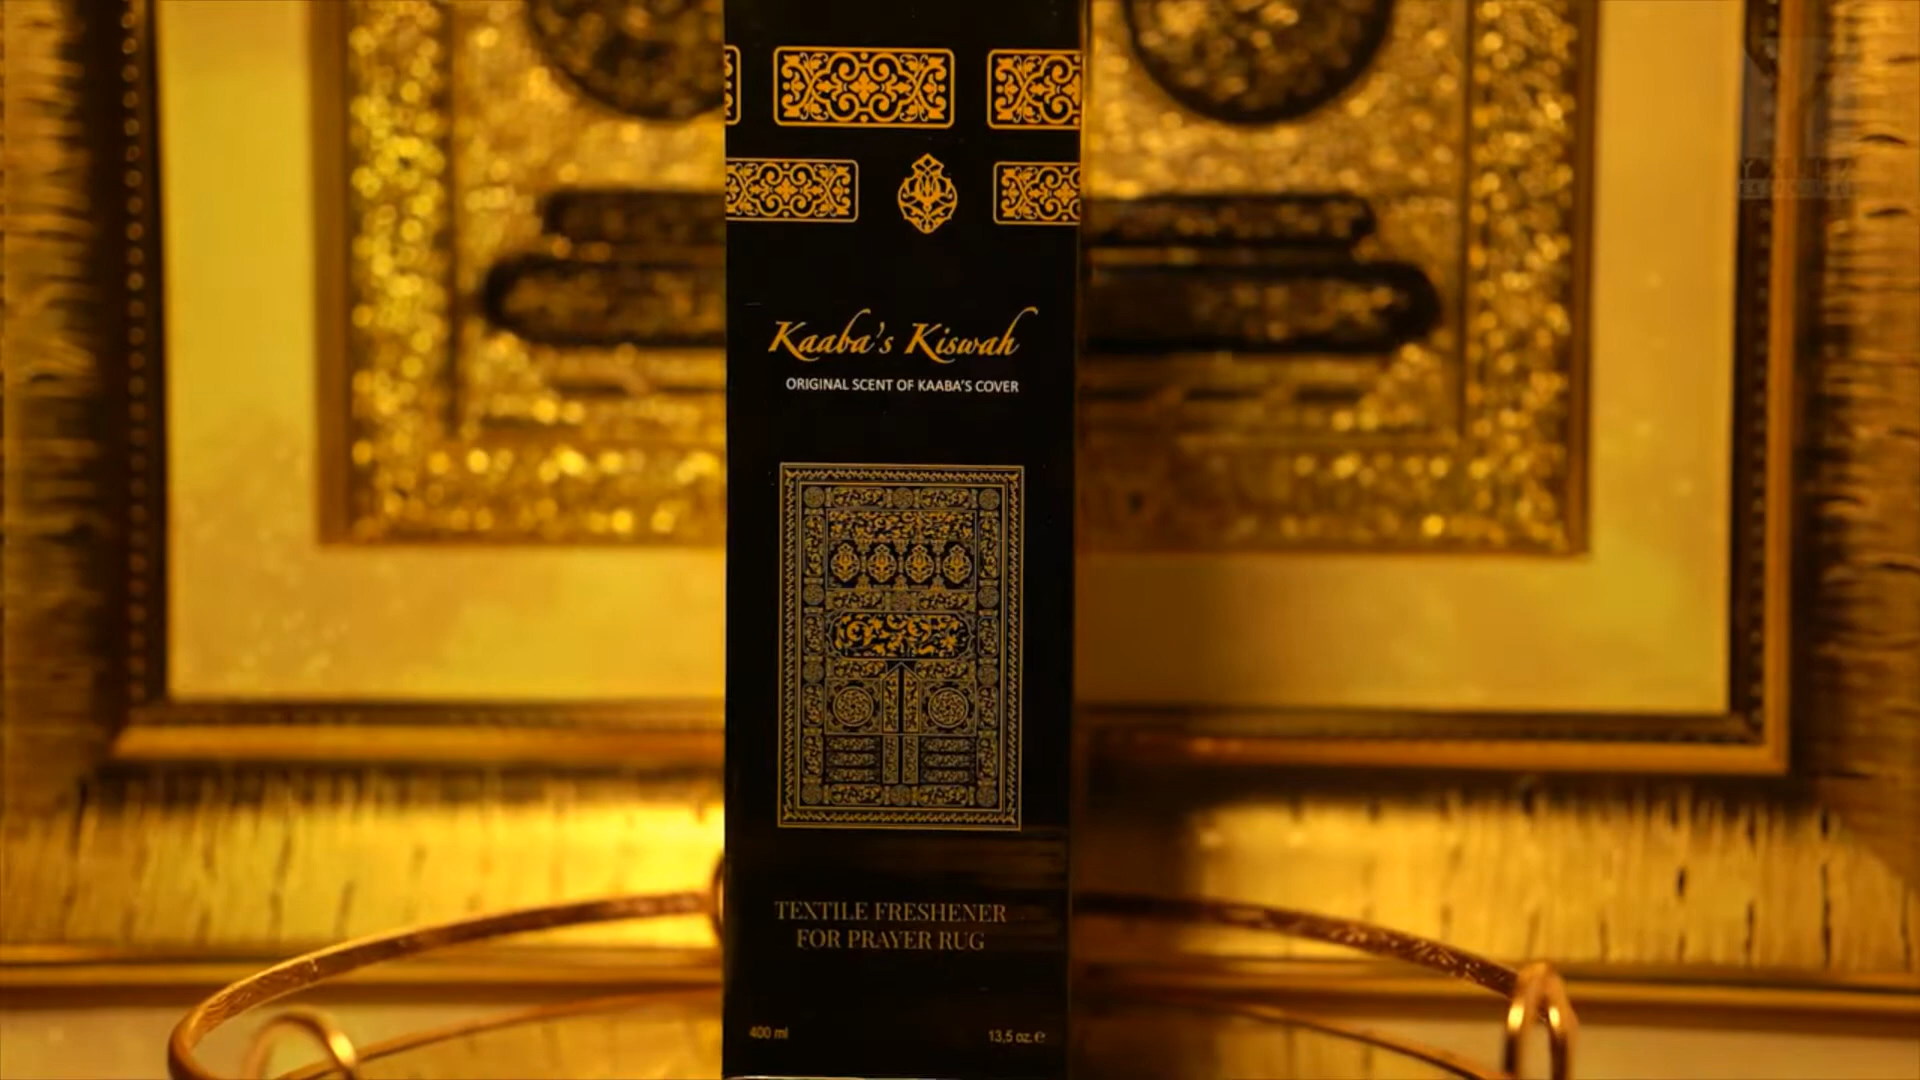 Kaaba's Kiswah
ORIGINAL SCENT OF KAABA'S COVER
TEXTILE FRESHENER
FOR PRAYER RUG
400 ml
13,5 oz. ℮